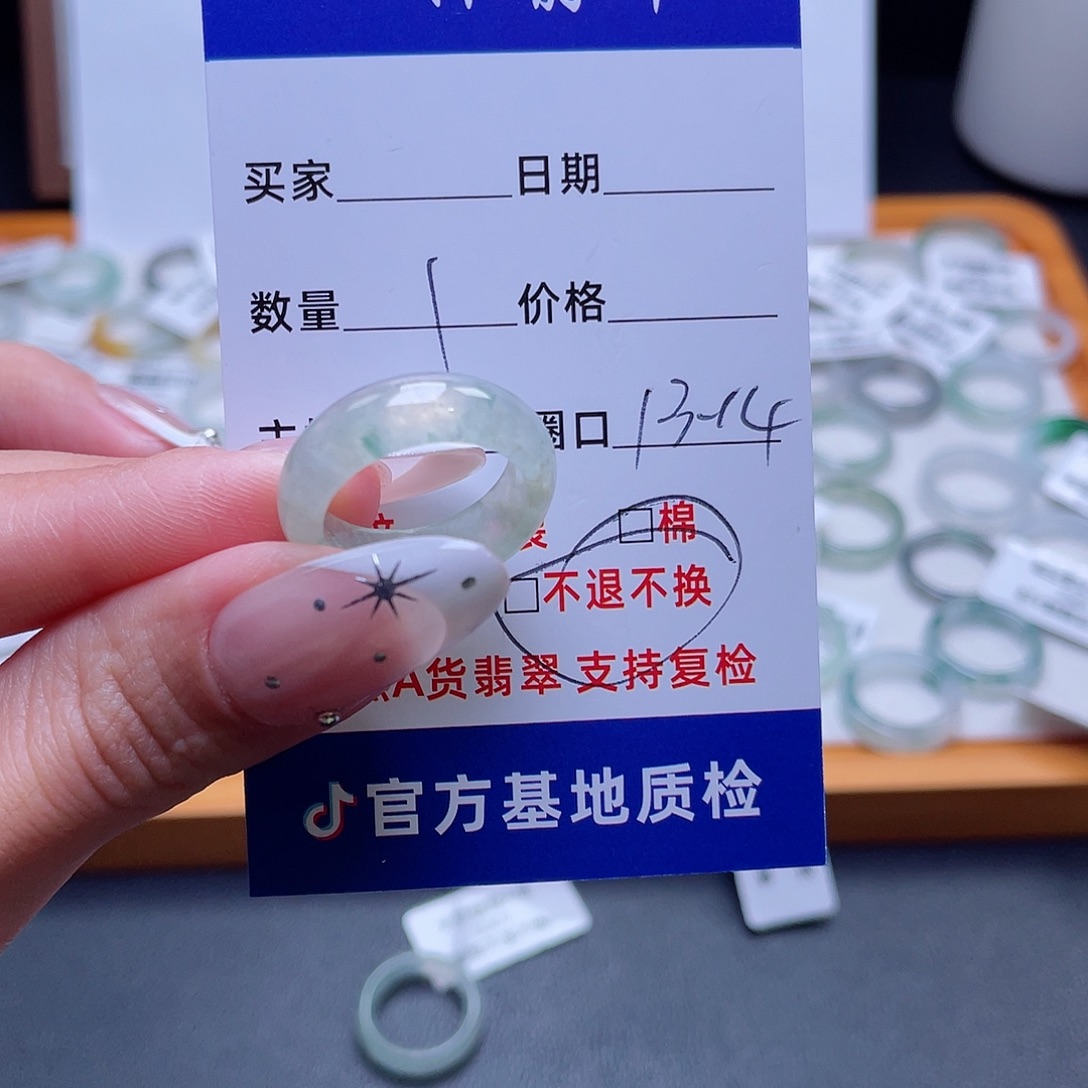 买家 日期
数量 1 价格
圈口 13-14
□棉
□不退不换
A货翡翠 支持复检
官方基地质检